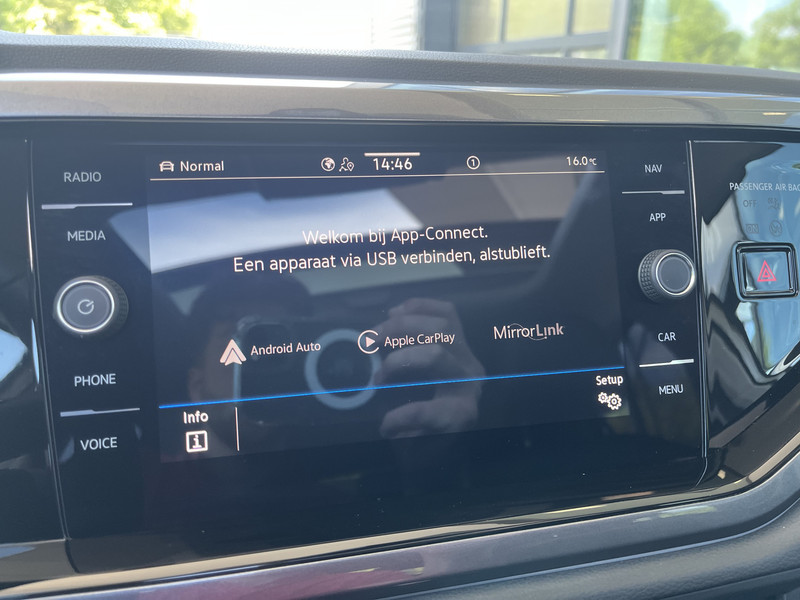 RADIO
MEDIA
PHONE
VOICE
Normal
14:46
1
16.0°C
Welkom bij App-Connect.
Een apparaat via USB verbinden, alstublieft.
Android Auto
Apple CarPlay
MirrorLink
Info
Setup
NAV
APP
CAR
MENU
PASSENGER AIR BAG
OFF